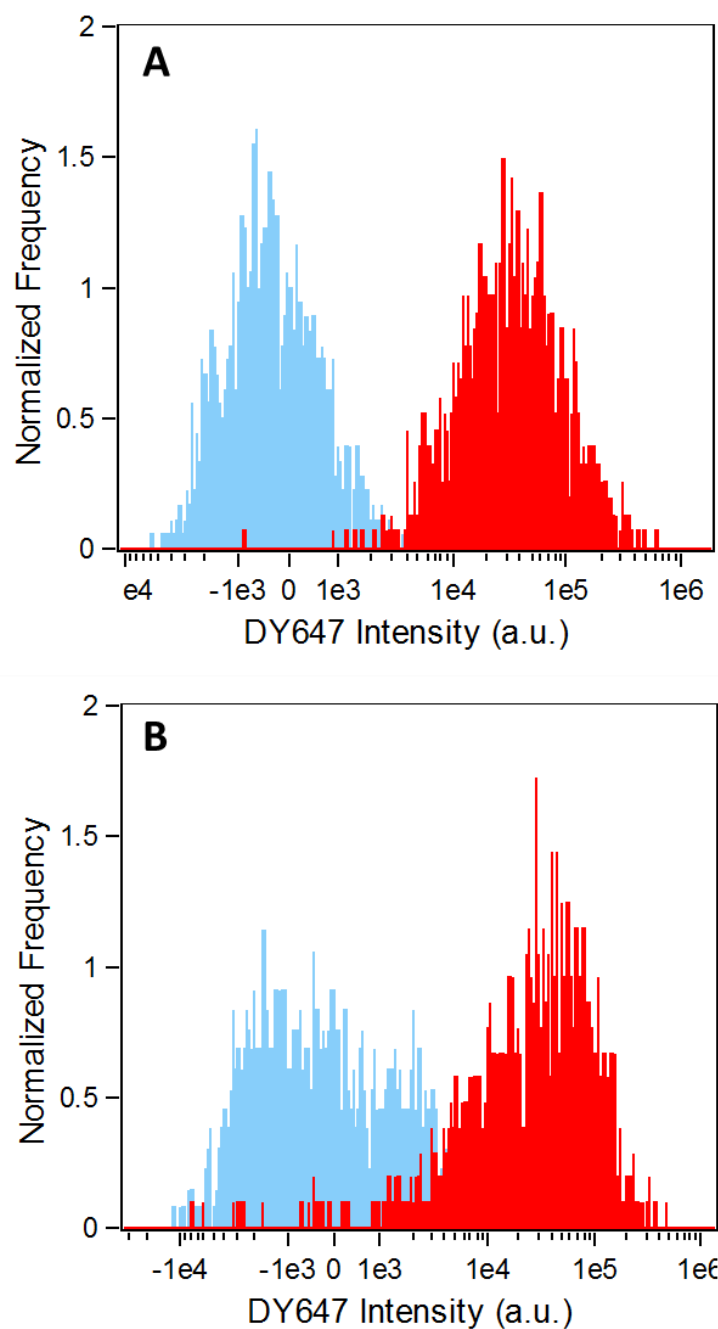 2
A
1.5
1
0.5
0
Normalized Frequency
e4 -1e3 0 1e3 1e4 1e5 1e6
DY647 Intensity (a.u.)
2
B
1.5
1
0.5
0
Normalized Frequency
-1e4 -1e3 0 1e3 1e4 1e5 1e6
DY647 Intensity (a.u.)